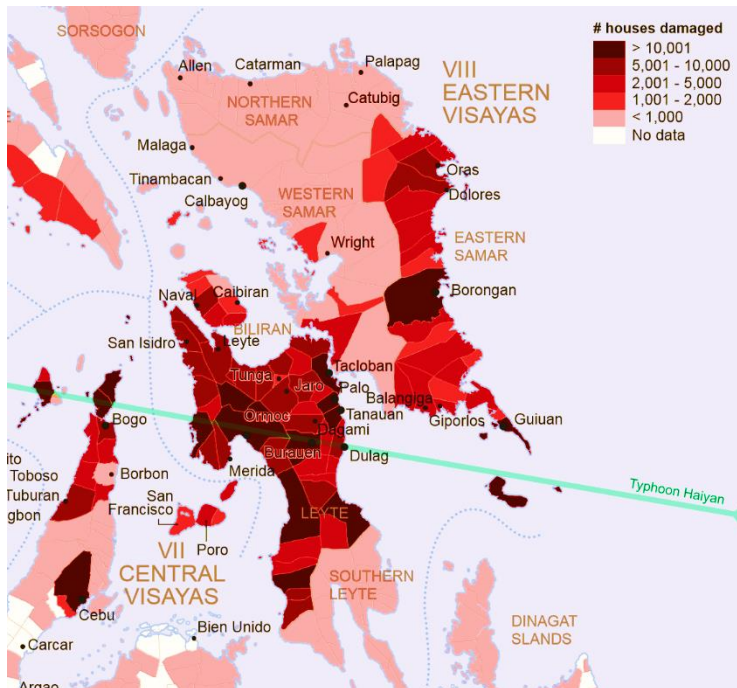 SORSOGON
# houses damaged
> 10,001
5,001 - 10,000
2,001 - 5,000
1,001 - 2,000
< 1,000
No data
Allen
Catarman
Palapag
VIII
EASTERN
VISAYAS
NORTHERN
SAMAR
Catubig
Malaga
Tinambacan
Calbayog
Oras
Dolores
WESTERN
SAMAR
Wright
EASTERN
SAMAR
Borongan
Naval
Caibiran
BILIRAN
San Isidro
Leyte
Tacloban
Tunga
Jaro
Palo
Balangiga
Ormoc
Tanauan
Giporlos
Guiuan
Dagami
Bogo
Burauen
Dulag
ito
Toboso
Borbon
Merida
Tuburan
San
Francisco
gbon
Typhoon Haiyan
LEYTE
Poro
VII
CENTRAL
VISAYAS
SOUTHERN
LEYTE
Cebu
Bien Unido
DINAGAT
SLANDS
Carcar
Argao